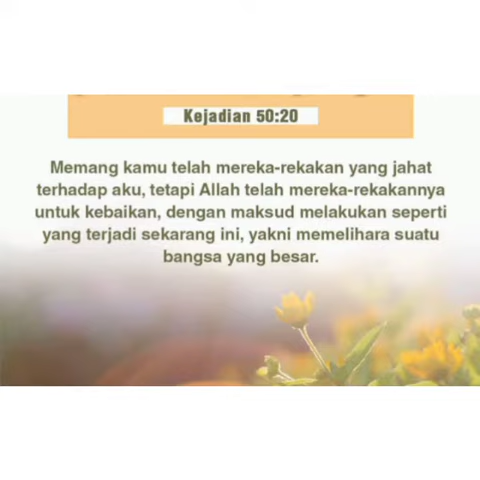 Kejadian 50:20
Memang kamu telah mereka-rekakan yang jahat
terhadap aku, tetapi Allah telah mereka-rekakannya
untuk kebaikan, dengan maksud melakukan seperti
yang terjadi sekarang ini, yakni memelihara suatu
bangsa yang besar.